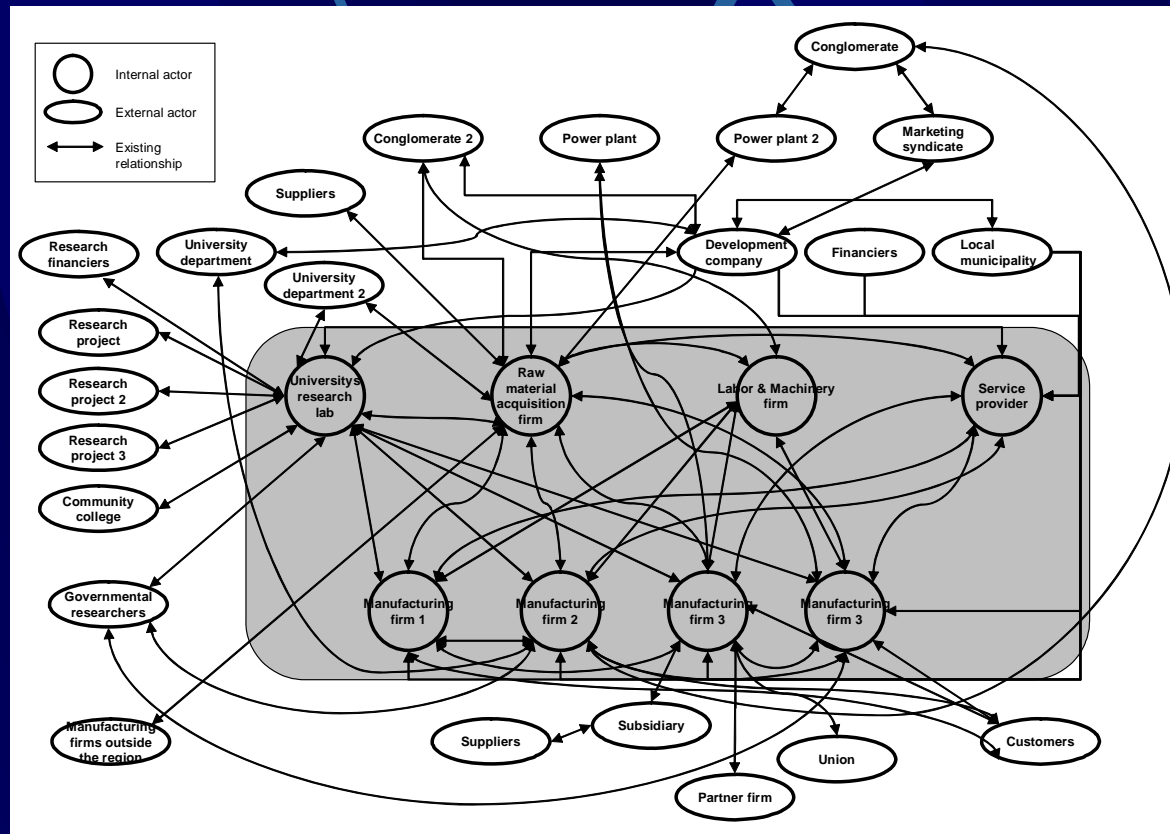 Conglomerate
Internal actor
External actor
Existing
relationship
Conglomerate 2
Power plant
Power plant 2
Marketing
syndicate
Suppliers
Research
financiers
University
department
Development
company
Financiers
Local
municipality
University
department 2
Research
project
Research
project 2
Research
project 3
Community
college
Universitys
research
lab
Raw
material
acquisition
firm
Labor & Machinery
firm
Service
provider
Governmental
researchers
Manufacturing
firm 1
Manufacturing
firm 2
Manufacturing
firm 3
Manufacturing
firm 3
Manufacturing
firms outside
the region
Suppliers
Subsidiary
Union
Customers
Partner firm